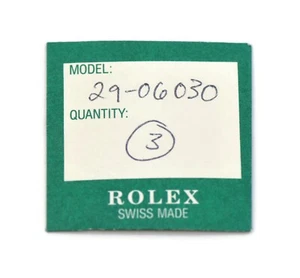 MODEL:
29-06030
QUANTITY:
3
ROLEX
SWISS MADE